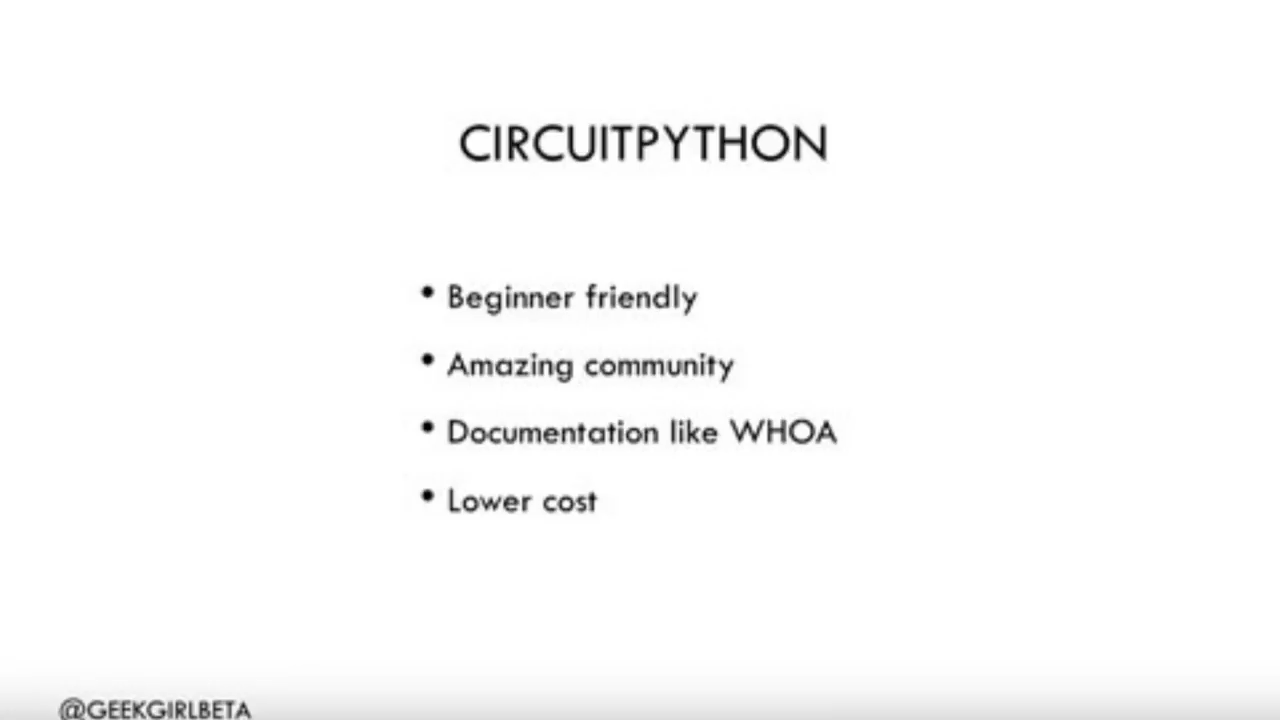 CIRCUITPYTHON
• Beginner friendly
• Amazing community
• Documentation like WHOA
• Lower cost
@GEEKGIRLBETA